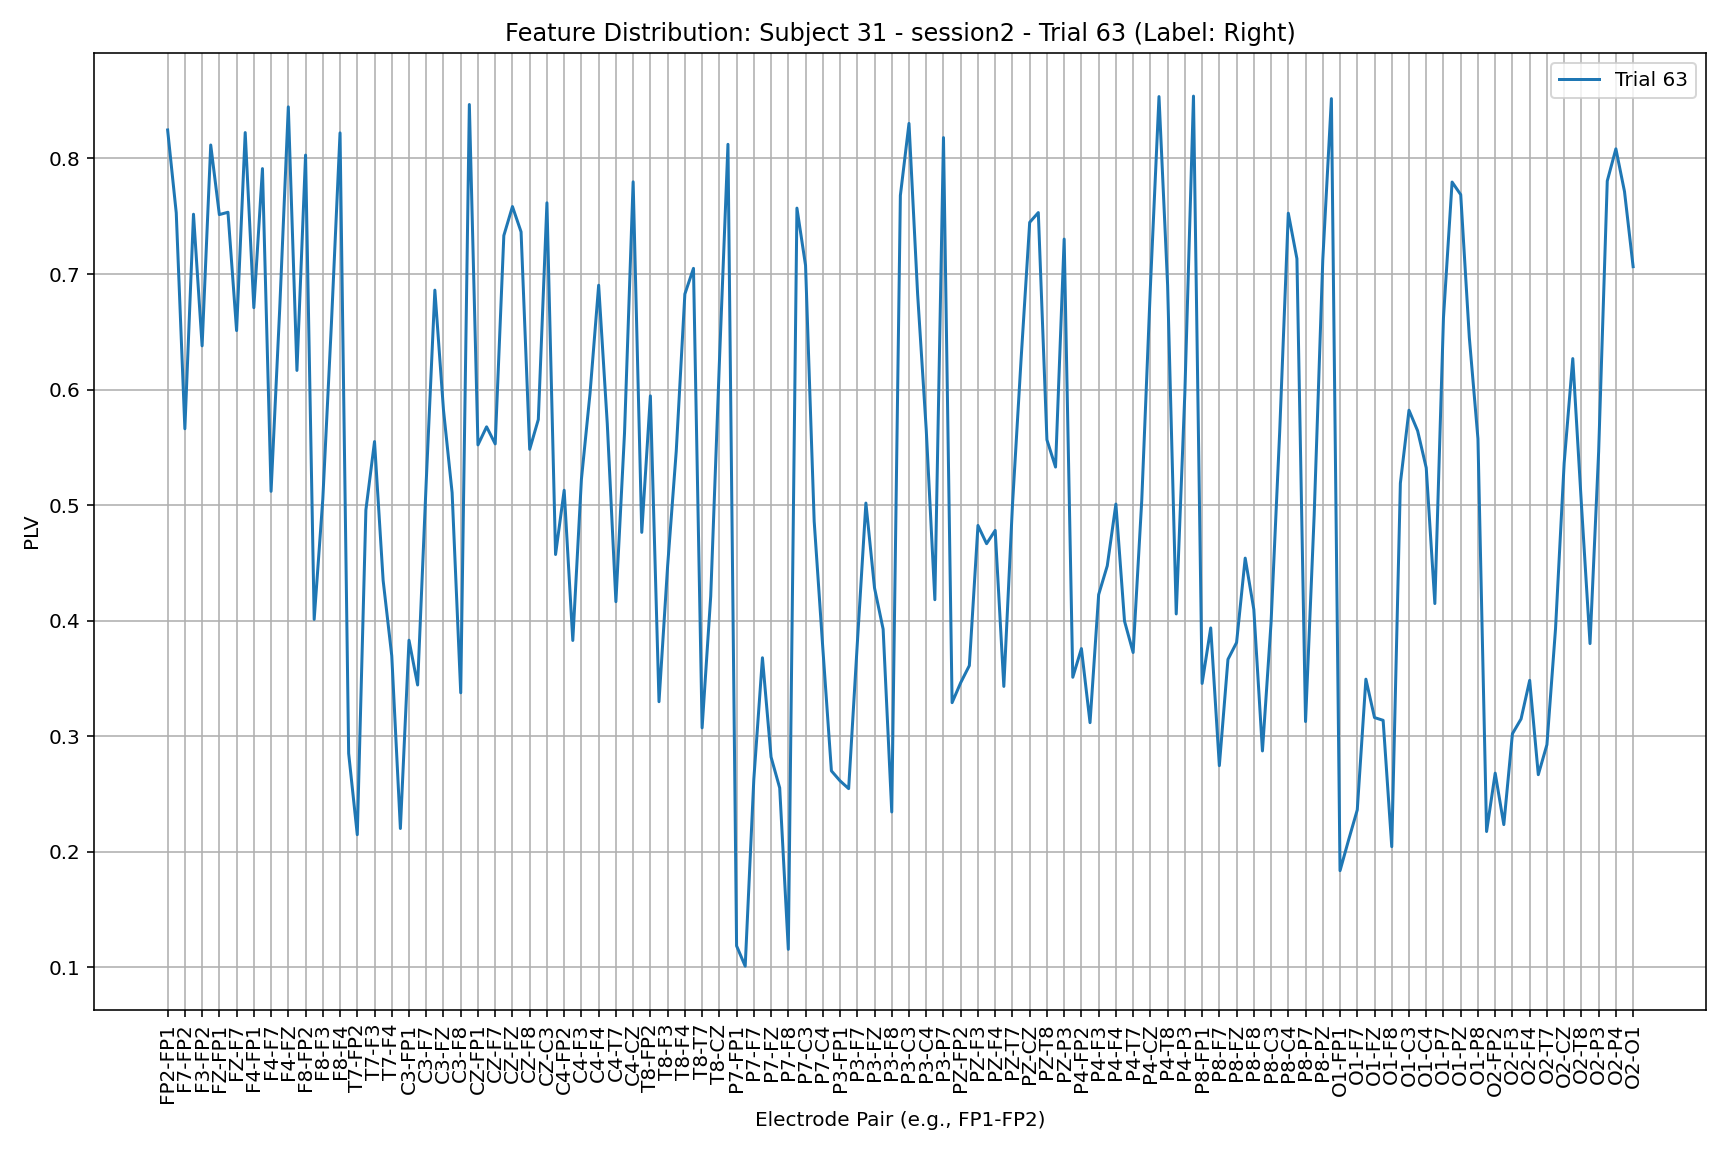 Feature Distribution: Subject 31 - session2 - Trial 63 (Label: Right)
Trial 63
PLV
0.8
0.7
0.6
0.5
0.4
0.3
0.2
0.1
FP2-FP1
F7-FP2
F3-FP2
FZ-FP1
FZ-F7
F4-FP1
F4-F7
F4-FZ
F8-FP2
F8-F3
F8-F4
T7-FP2
T7-F3
T7-F4
C3-FP1
C3-F7
C3-FZ
C3-F8
CZ-FP1
CZ-F7
CZ-FZ
CZ-F8
CZ-C3
C4-FP2
C4-F3
C4-F4
C4-T7
C4-CZ
T8-FP2
T8-F3
T8-F4
T8-T7
T8-CZ
P7-FP1
P7-F7
P7-FZ
P7-F8
P7-C3
P7-C4
P3-FP1
P3-F7
P3-FZ
P3-F8
P3-C3
P3-C4
P3-P7
PZ-FP2
PZ-F3
PZ-F4
PZ-T7
PZ-CZ
PZ-T8
PZ-P3
P4-FP2
P4-F3
P4-F4
P4-T7
P4-CZ
P4-T8
P4-P3
P8-FP1
P8-F7
P8-FZ
P8-F8
P8-C3
P8-C4
P8-P7
P8-PZ
O1-FP1
O1-F7
O1-FZ
O1-F8
O1-C3
O1-C4
O1-P7
O1-PZ
O1-P8
O2-FP2
O2-F3
O2-F4
O2-T7
O2-CZ
O2-T8
O2-P3
O2-P4
O2-O1
Electrode Pair (e.g., FP1-FP2)